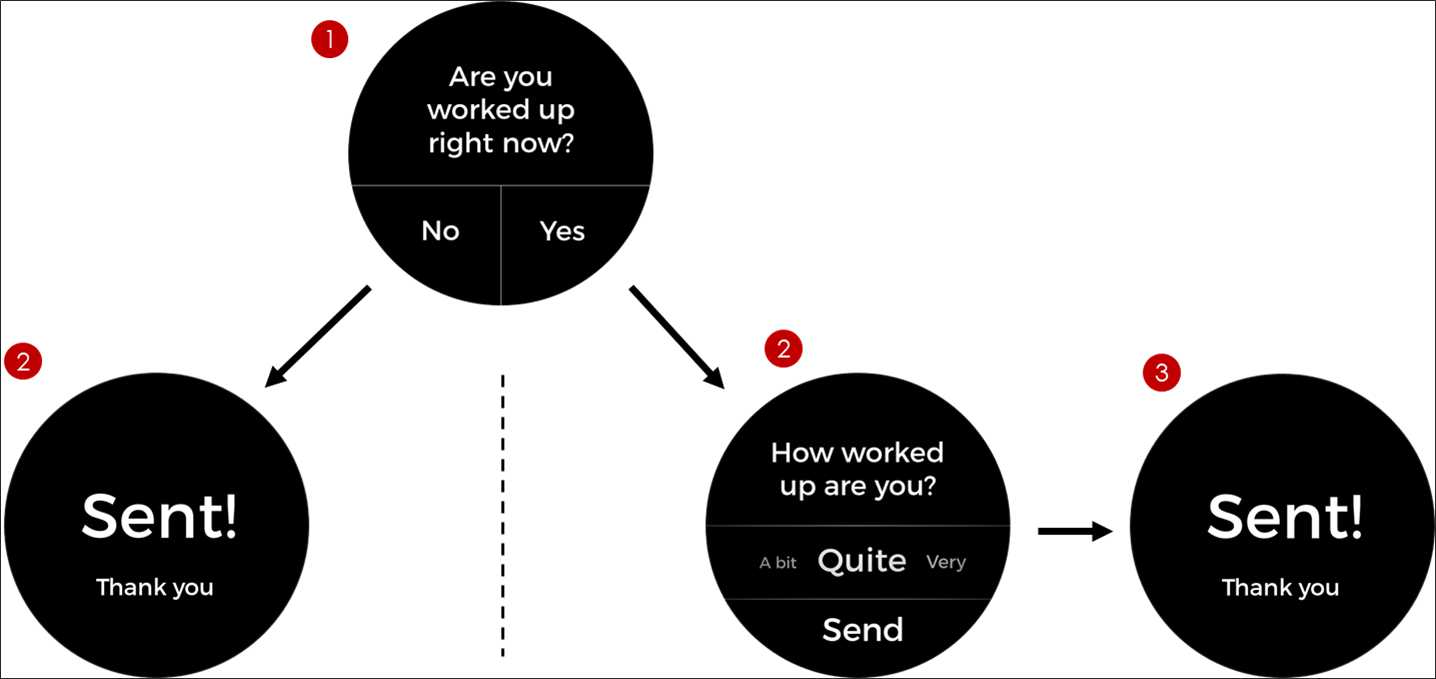 1
Are you
worked up
right now?
No Yes
2
Sent!
Thank you
2
How worked
up are you?
A bit Quite Very
Send
3
Sent!
Thank you